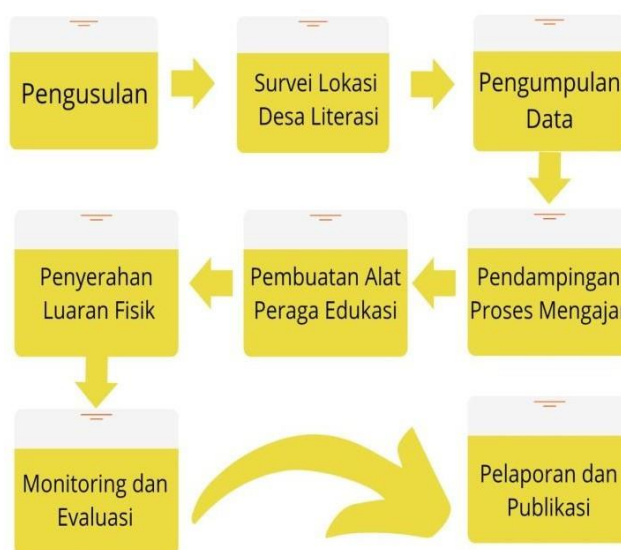 Pengusulan
Survei Lokasi
Desa Literasi
Pengumpulan
Data
Pendampingan
Proses Mengajar
Pembuatan Alat
Peraga Edukasi
Penyerahan
Luaran Fisik
Monitoring dan
Evaluasi
Pelaporan dan
Publikasi